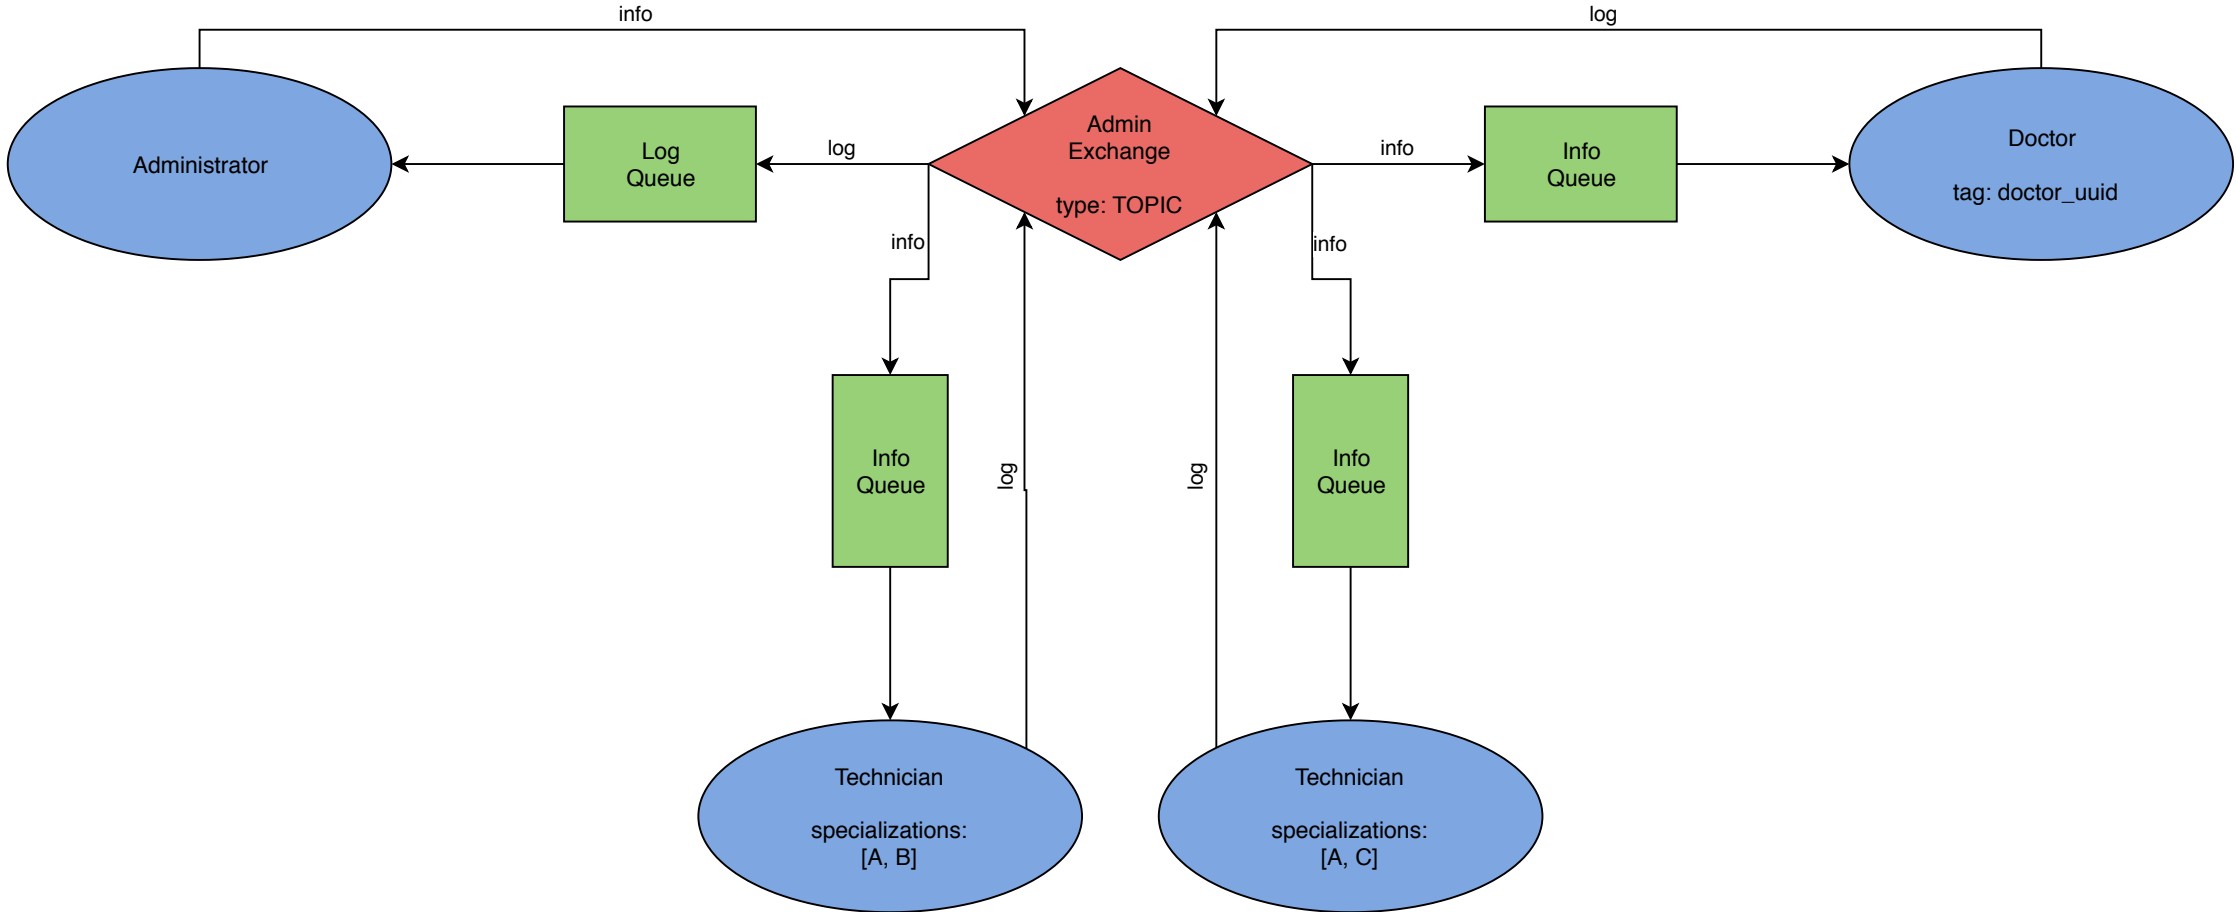 info
log
Administrator
Log
Queue
log
Admin
Exchange
type: TOPIC
info
Info
Queue
Doctor
tag: doctor_uuid
info
info
Info
Queue
log
log
Info
Queue
Technician
specializations:
[A, B]
Technician
specializations:
[A, C]